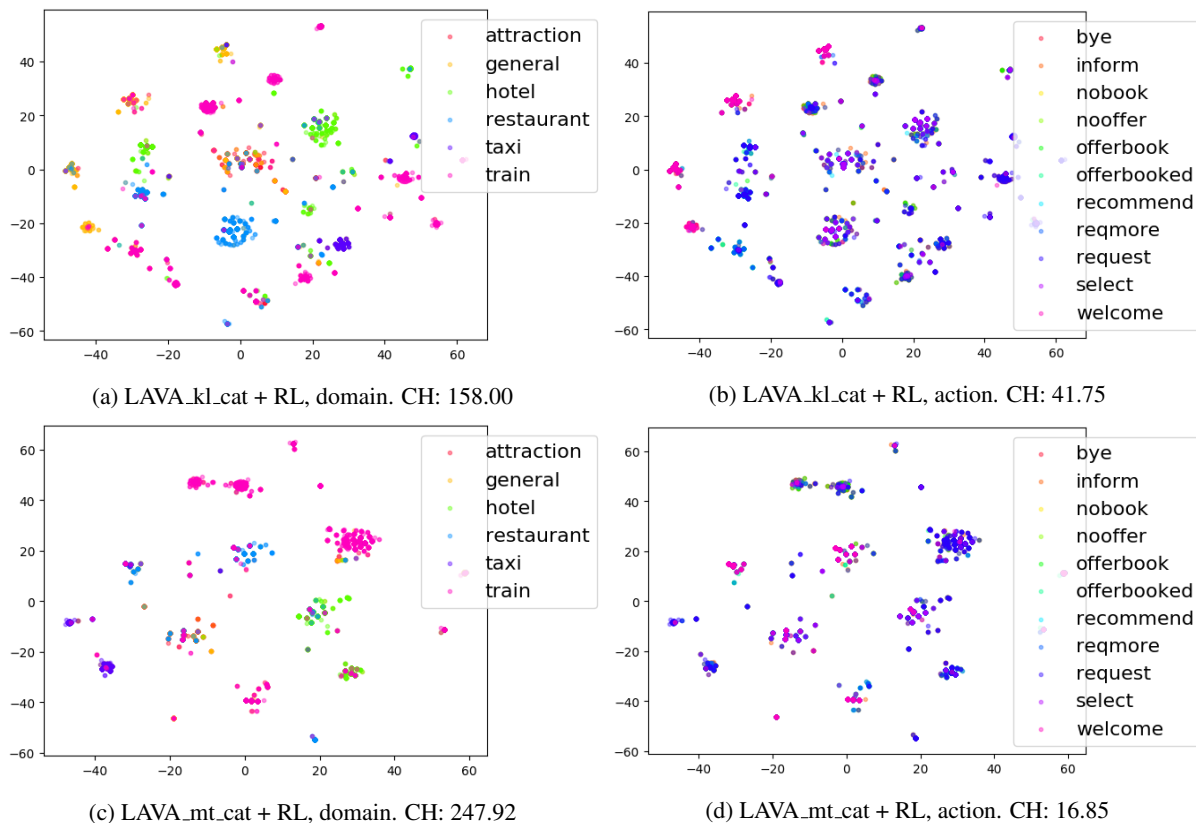 40
20
0
−20
−40
−60
−40
−20
0
20
40
60
attraction
general
hotel
restaurant
taxi
train
(a) LAVA_kl_cat + RL, domain. CH: 158.00
40
20
0
−20
−40
−60
−40
−20
0
20
40
60
bye
inform
nobook
nooffer
offerbook
offerbooked
recommend
reqmore
request
select
welcome
(b) LAVA_kl_cat + RL, action. CH: 41.75
60
40
20
0
−20
−40
−60
−40
−20
0
20
40
60
attraction
general
hotel
restaurant
taxi
train
(c) LAVA_mt_cat + RL, domain. CH: 247.92
60
40
20
0
−20
−40
−60
−40
−20
0
20
40
60
bye
inform
nobook
nooffer
offerbook
offerbooked
recommend
reqmore
request
select
welcome
(d) LAVA_mt_cat + RL, action. CH: 16.85